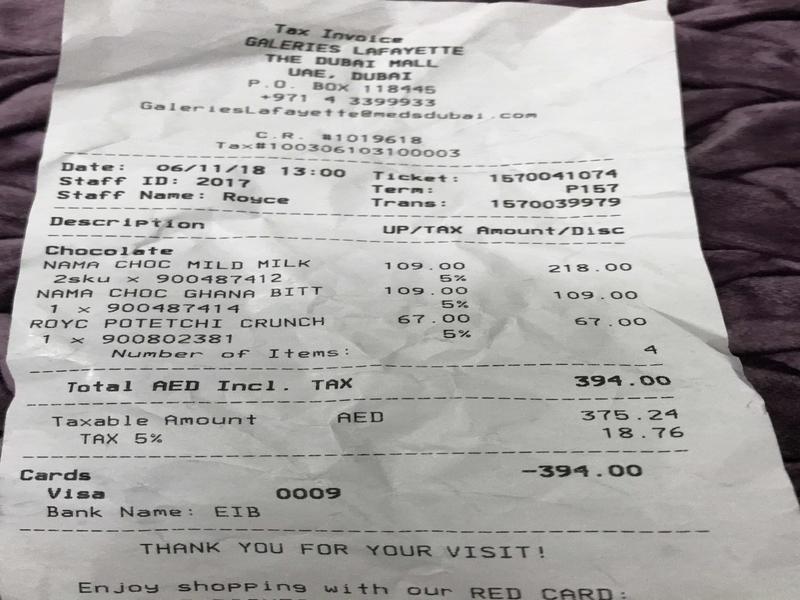 Tax Invoice
GALERIES LAFAYETTE
THE DUBAI MALL
UAE, DUBAI
P.O. BOX 118445
+971 4 3399933
GaleriesLafayette@medsdubai.com
C.R. #1019618
Tax#100306103100003
Date: 06/11/18 13:00 Ticket: 1570041074
Staff ID: 2017 Term: P157
Staff Name: Royce Trans: 1570039979
Description UP/TAX Amount/Disc
Chocolate
NAMA CHOC MILD MILK 109.00 218.00
2sku x 900487412 5%
NAMA CHOC GHANA BITT 109.00 109.00
1 x 900487414 5%
ROYC POTETCHI CRUNCH 67.00 67.00
1 x 900802381 5%
Number of Items: 4
Total AED Incl. TAX 394.00
Taxable Amount AED 375.24
TAX 5% 18.76
Cards -394.00
Visa 0009
Bank Name: EIB
THANK YOU FOR YOUR VISIT!
Enjoy shopping with our RED CARD: